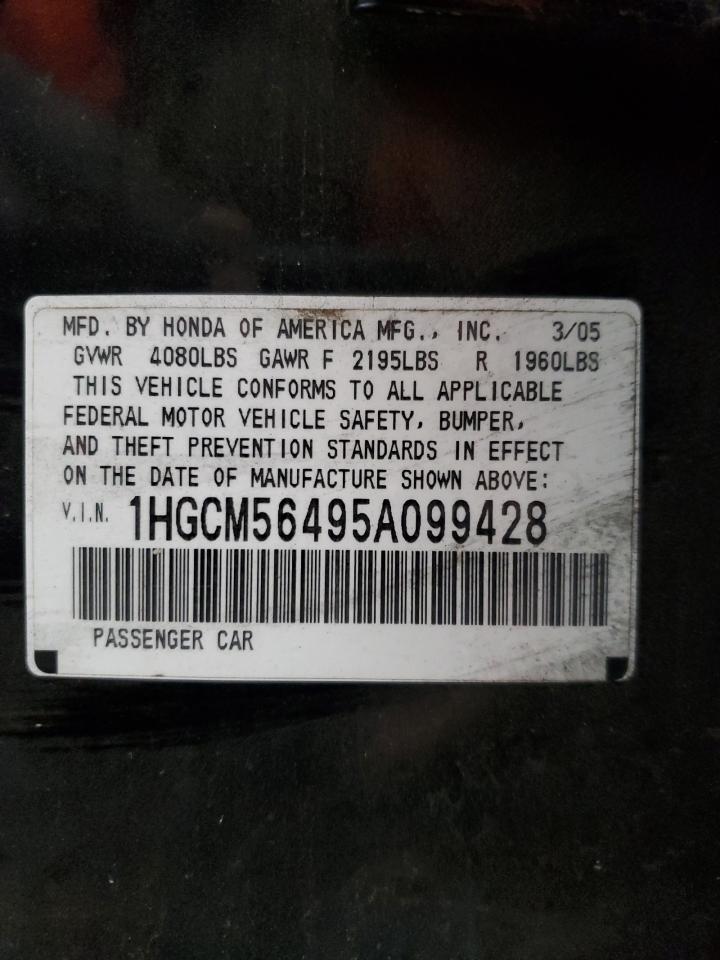 MFD. BY HONDA OF AMERICA MFG., INC. 3/05
GVWR 4080LBS GAWR F 2195LBS R 1960LBS
THIS VEHICLE CONFORMS TO ALL APPLICABLE
FEDERAL MOTOR VEHICLE SAFETY, BUMPER,
AND THEFT PREVENTION STANDARDS IN EFFECT
ON THE DATE OF MANUFACTURE SHOWN ABOVE:
V.I.N. 1HGCM56495A099428
PASSENGER CAR